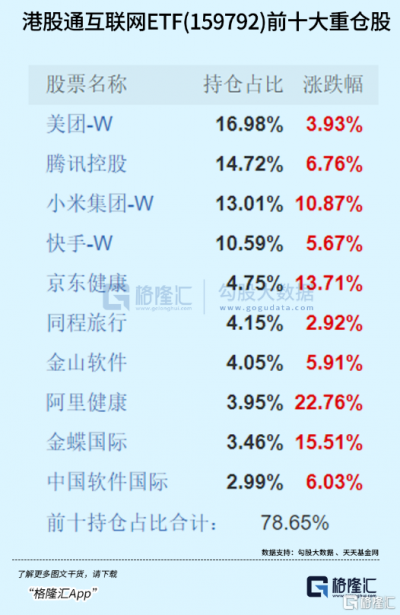 港股通互联网ETF(159792)前十大重仓股
股票名称 持仓占比 涨跌幅
美团-W 16.98% 3.93%
腾讯控股 14.72% 6.76%
小米集团-W 13.01% 10.87%
快手-W 10.59% 5.67%
京东健康 4.75% 13.71%
格隆汇 勾股大数据
www.gogudata.com
同程旅行 4.15% 2.92%
金山软件 4.05% 5.91%
阿里健康 3.95% 22.76%
金蝶国际 3.46% 15.51%
中国软件国际 2.99% 6.03%
前十持仓占比合计： 78.65%
数据支持：勾股大数据、天天基金网
了解更多图文干货，请下载
“格隆汇App”
格隆汇
格隆汇